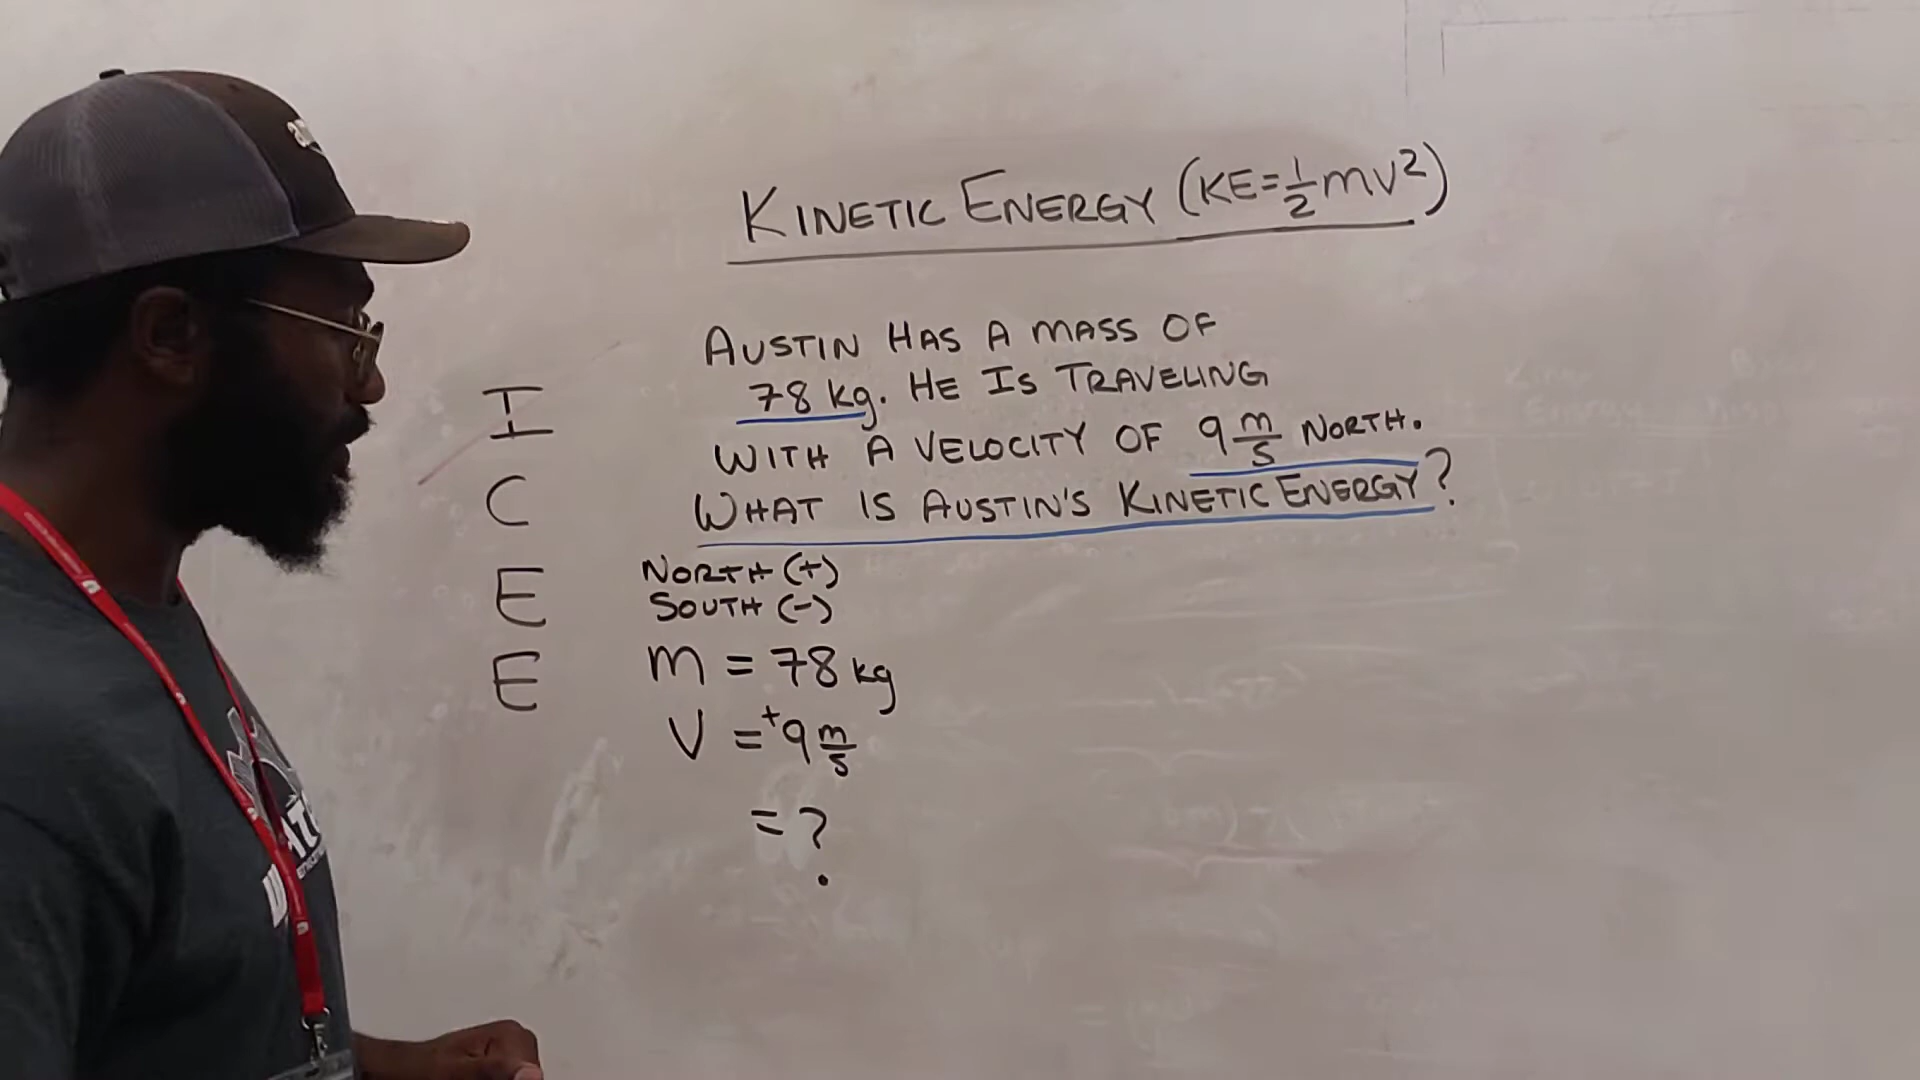 KINETIC ENERGY (KE=½mv²)
AUSTIN HAS A MASS OF
78 kg. HE IS TRAVELING
WITH A VELOCITY OF 9 m/s NORTH.
WHAT IS AUSTIN'S KINETIC ENERGY?
I
C
E
E
NORTH (+)
SOUTH (-)
m = 78 kg
V = +9 m/s
= ?